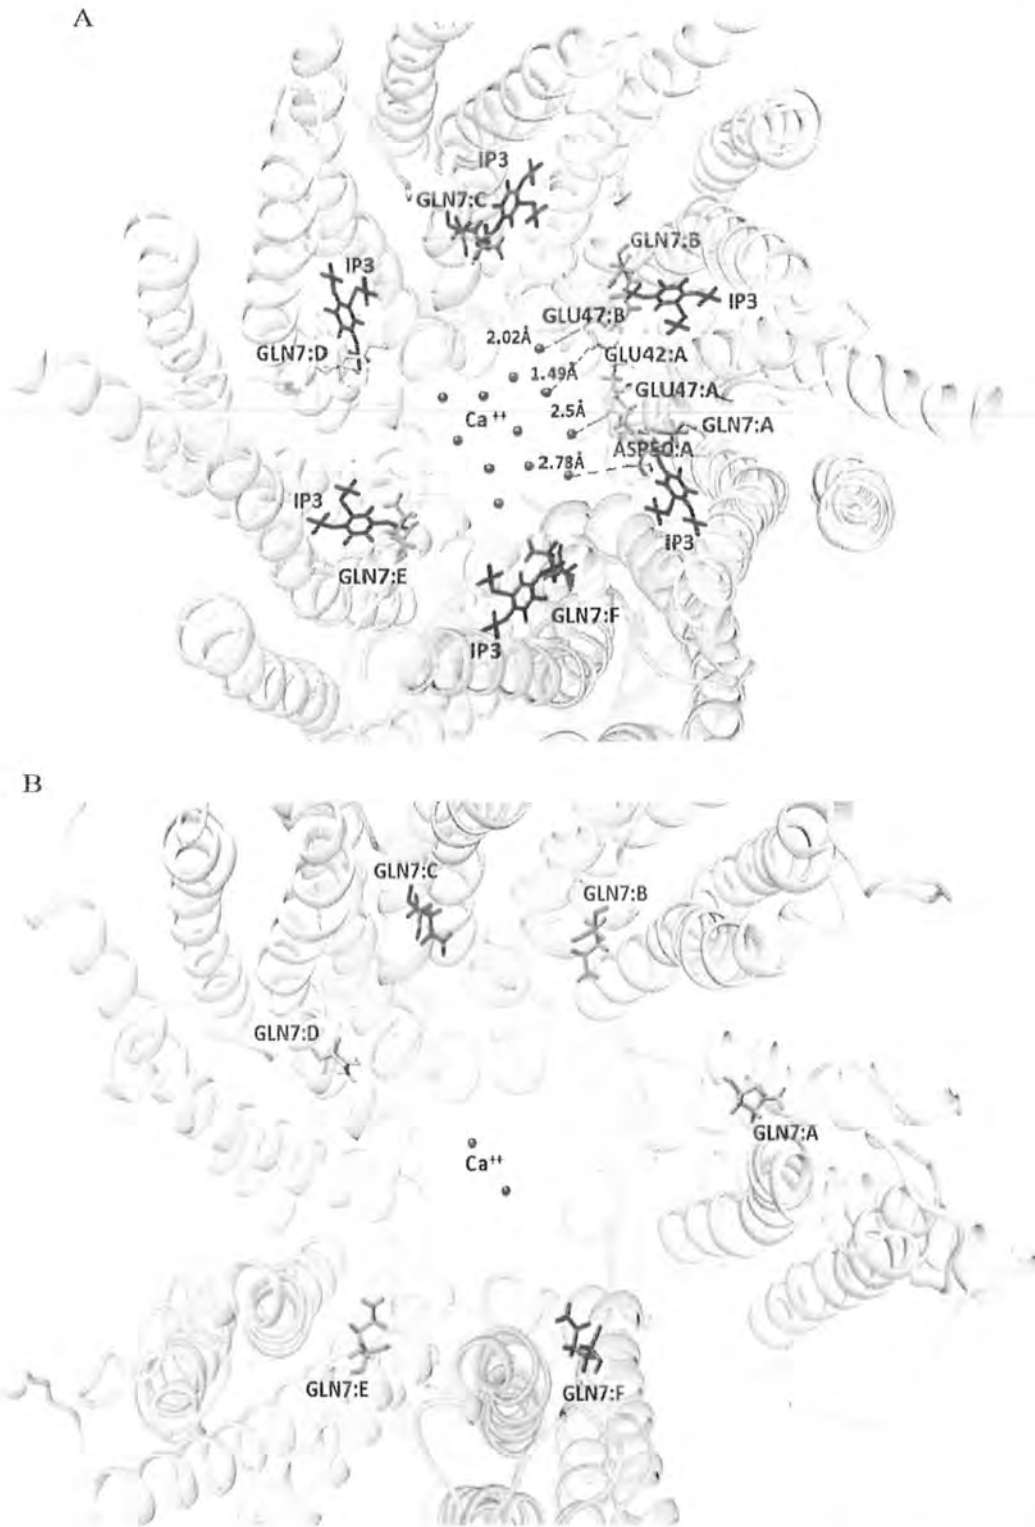 A
IP3
GLN7:C
GLN7:B
IP3
IP3
GLU47:B
2.02Å
GLN7:D
GLU42:A
1.49Å
GLU47:A
2.5Å
Ca++
GLN7:A
ASP50:A
2.78Å
IP3
IP3
GLN7:E
GLN7:F
IP3
B
GLN7:C
GLN7:B
GLN7:D
GLN7:A
Ca++
GLN7:E
GLN7:F